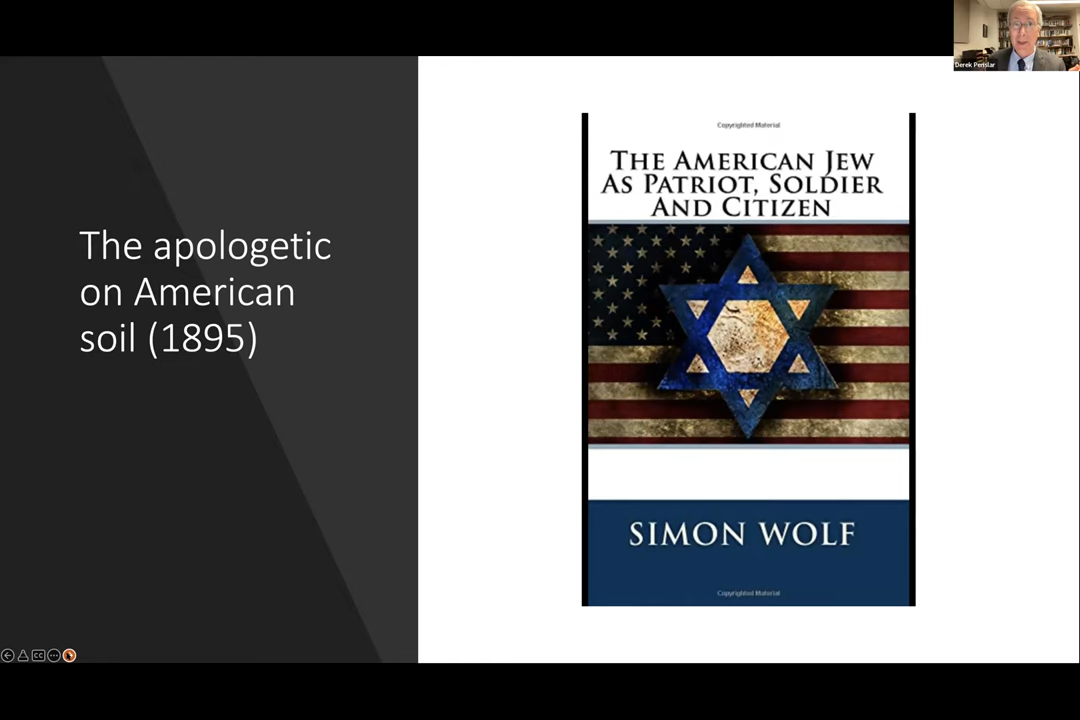 Derek Penslar
The apologetic
on American
soil (1895)
Copyrighted Material
THE AMERICAN JEW
AS PATRIOT, SOLDIER
AND CITIZEN
SIMON WOLF
Copyrighted Material
CC